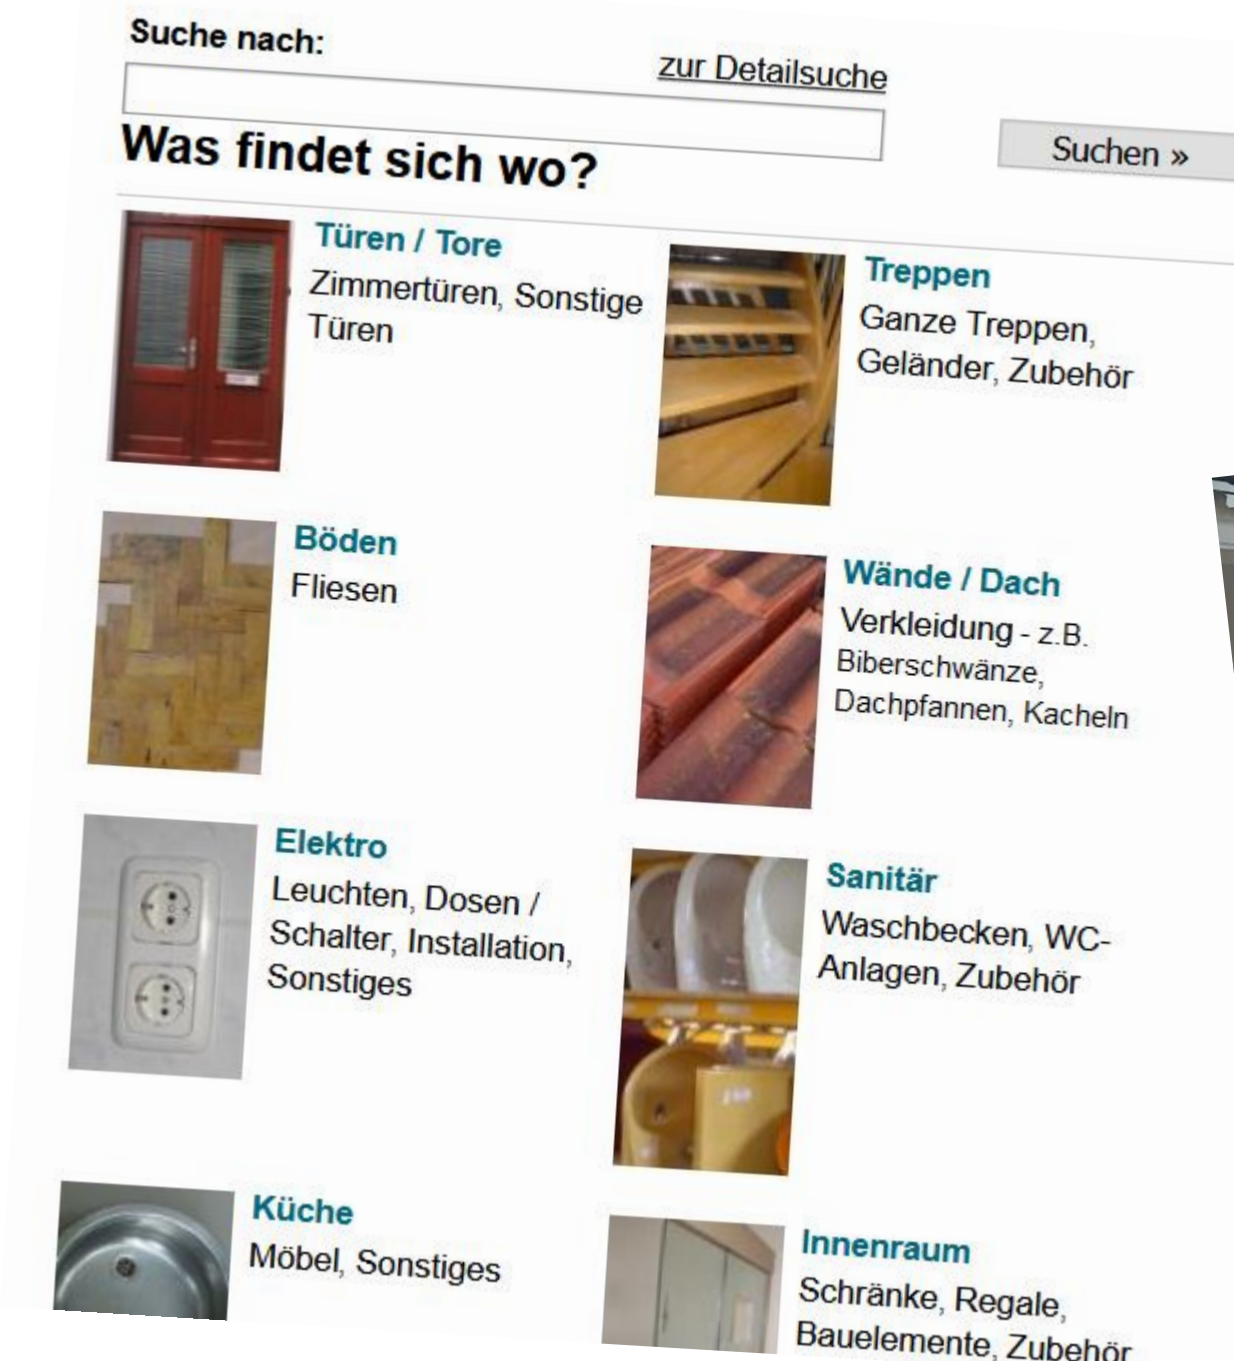 Suche nach:
zur Detailsuche
Suchen »
Was findet sich wo?
Türen / Tore
Zimmertüren, Sonstige
Türen
Treppen
Ganze Treppen,
Geländer, Zubehör
Böden
Fliesen
Wände / Dach
Verkleidung - z.B.
Biberschwänze,
Dachpfannen, Kacheln
Elektro
Leuchten, Dosen /
Schalter, Installation,
Sonstiges
Sanitär
Waschbecken, WC-
Anlagen, Zubehör
Küche
Möbel, Sonstiges
Innenraum
Schränke, Regale,
Bauelemente, Zubehör